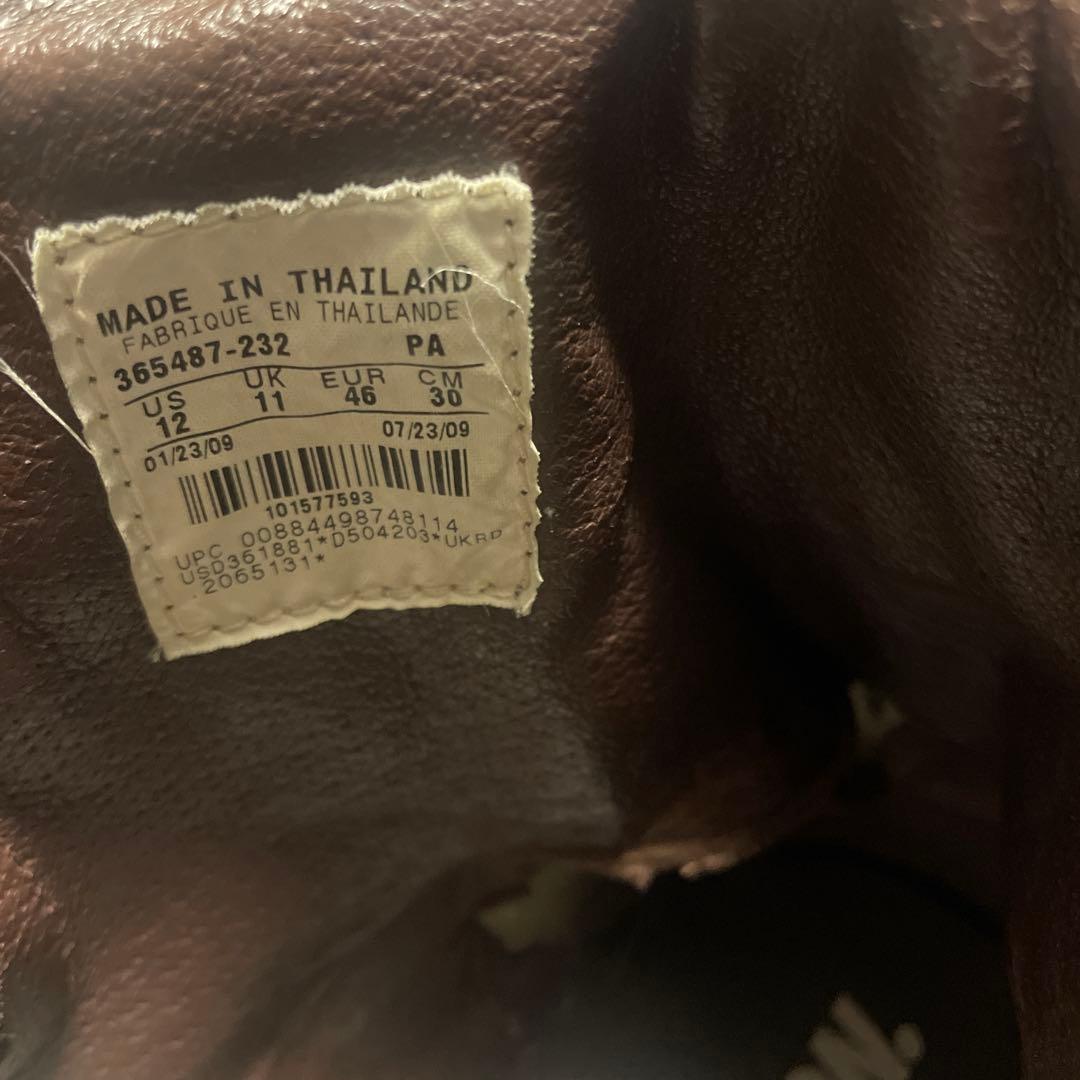 MADE IN THAILAND
FABRIQUE EN THAILANDE
365487-232 PA
US UK EUR CM
12 11 46 30
01/23/09 07/23/09
101577593
UPC 00884498748114
USD361881*D504203*UKRD
2065131*